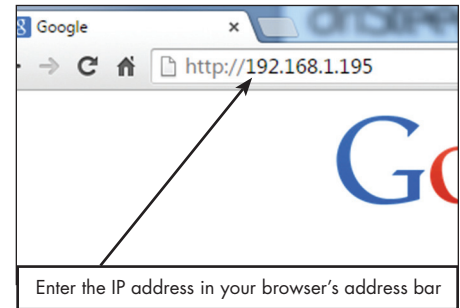 Google
http://192.168.1.195
Go
Enter the IP address in your browser's address bar